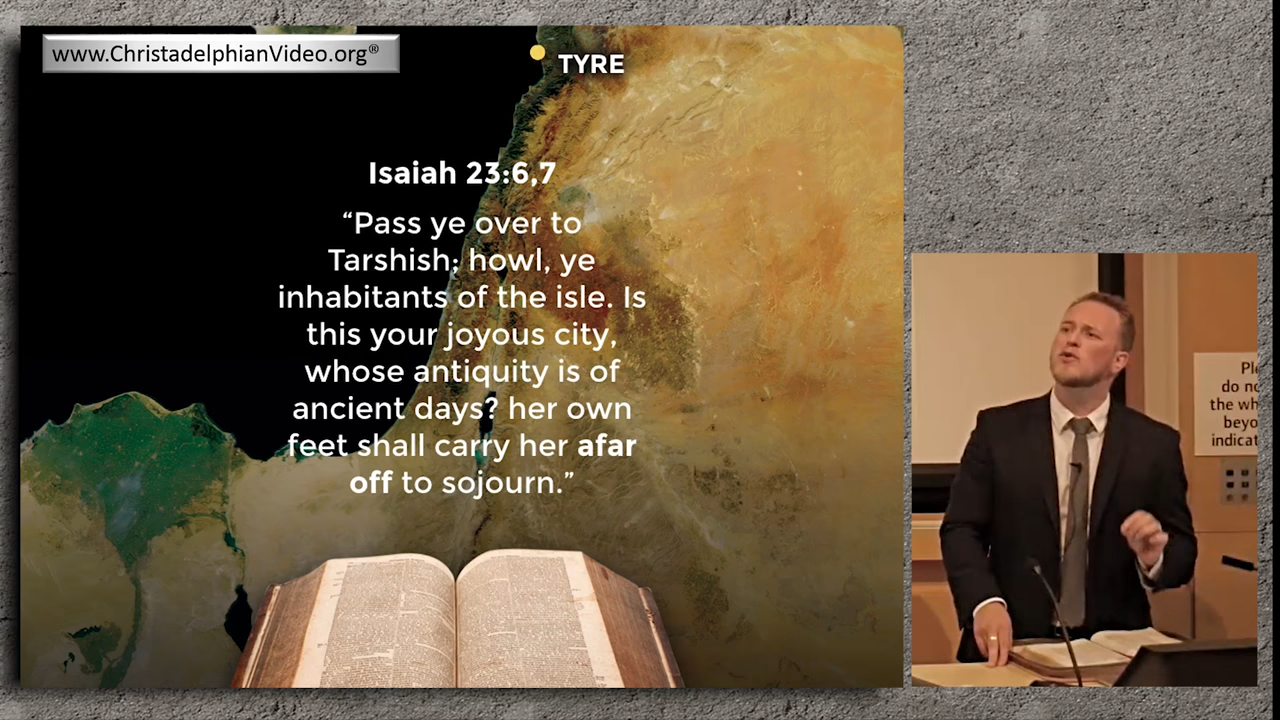 www.ChristadelphianVideo.org®
TYRE
Isaiah 23:6,7
“Pass ye over to
Tarshish; howl, ye
inhabitants of the isle. Is
this your joyous city,
whose antiquity is of
ancient days? her own
feet shall carry her afar
off to sojourn.”
do
the